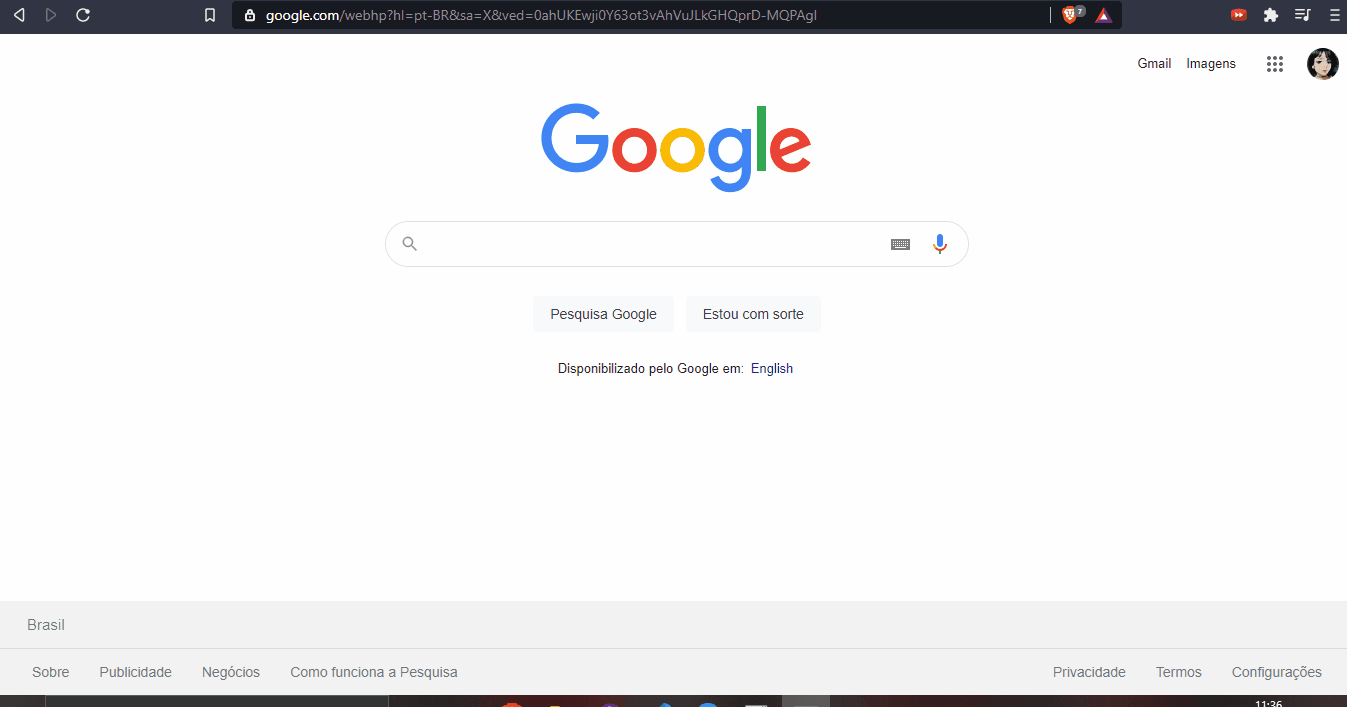 google.com/webhp?hl=pt-BR&sa=X&ved=0ahUKEwji0Y63ot3vAhVuJLkGHQprD-MQPAgI
7
Gmail Imagens
Google
Pesquisa Google Estou com sorte
Disponibilizado pelo Google em: English
Brasil
Sobre Publicidade Negócios Como funciona a Pesquisa Privacidade Termos Configurações
11:36